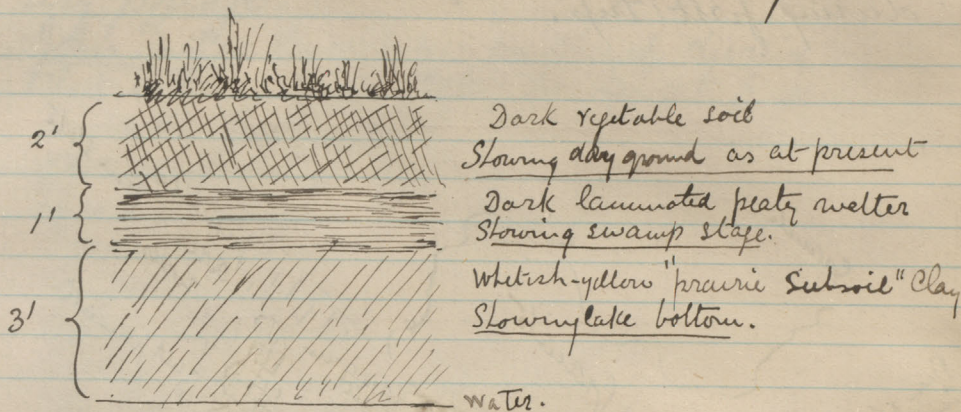 2' Dark vegetable soil
Showing dry ground as at present
1' Dark laminated peaty matter
Showing swamp stage.
3' Whitish-yellow "prairie Subsoil" Clay
Showing lake bottom.
water.